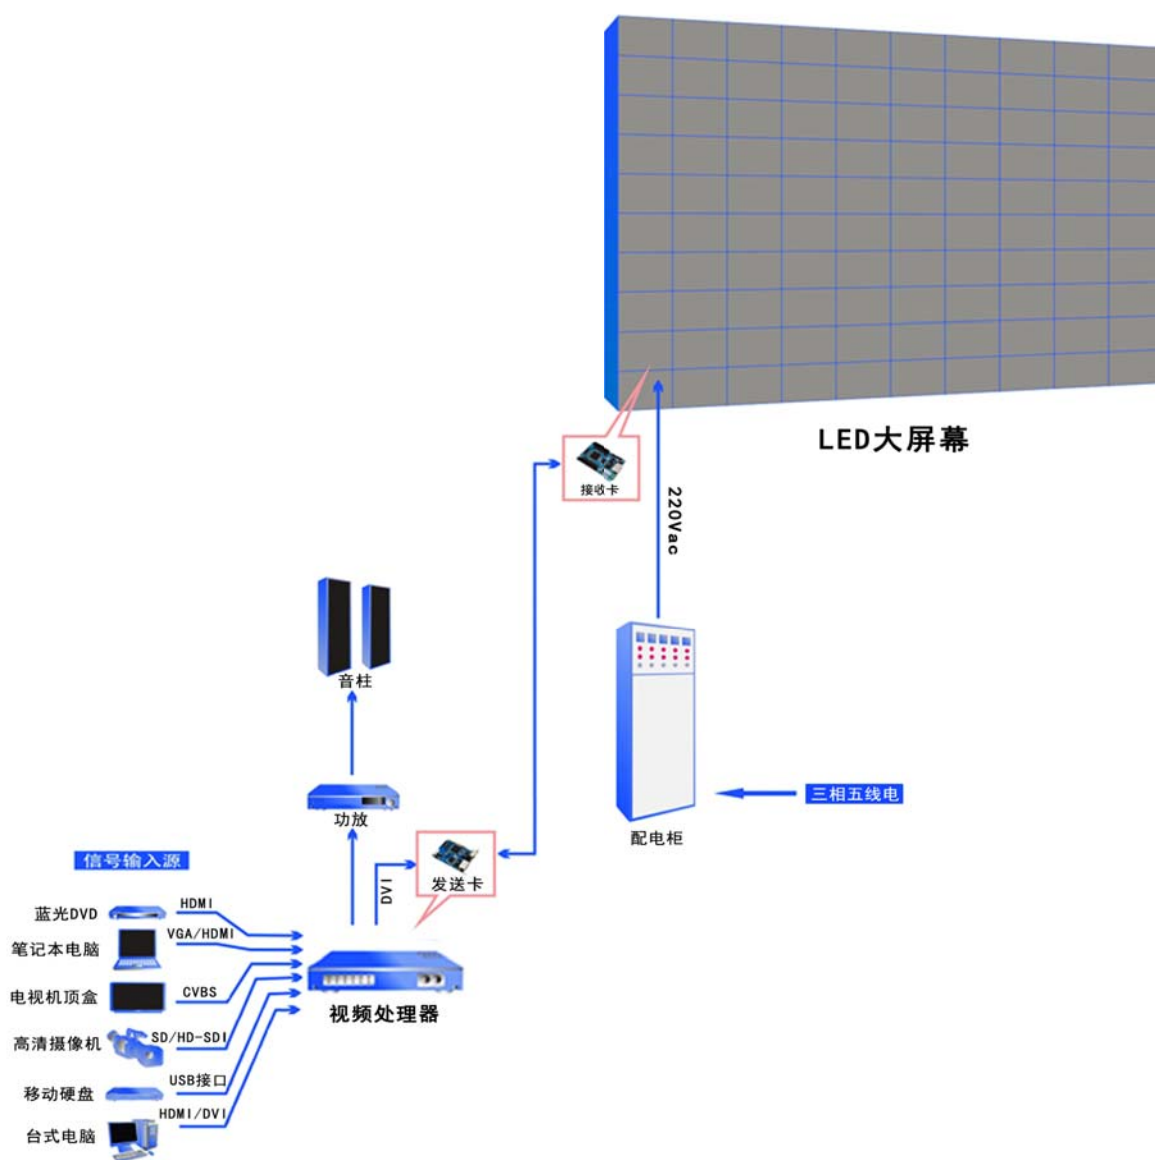 LED大屏幕
接收卡
220Vac
音柱
三相五线电
功放
配电柜
信号输入源
DVI
发送卡
蓝光DVD
HDMI
笔记本电脑
VGA/HDMI
电视机顶盒
CVBS
视频处理器
高清摄像机
SD/HD-SDI
移动硬盘
USB接口
台式电脑
HDMI/DVI